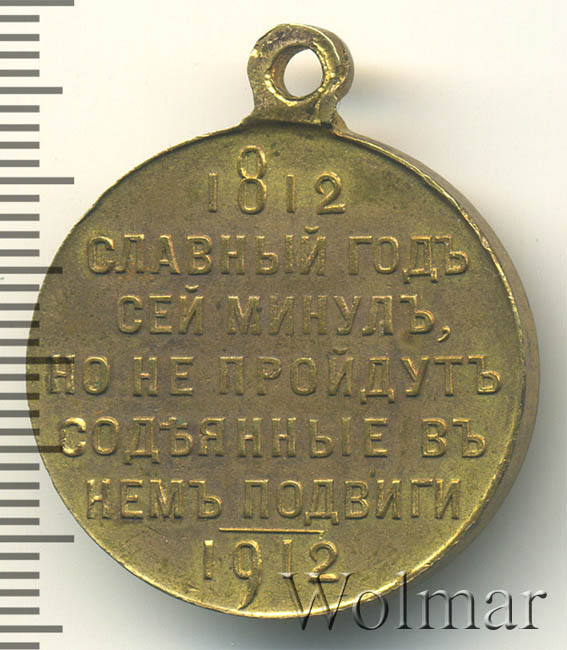 1812
СЛАВНЫЙ ГОДЪ
СЕЙ МИНУЛЪ,
НО НЕ ПРОЙДУТЪ
СОДѢЯННЫЕ ВЪ
НЕМЪ ПОДВИГИ
1912
Wolmar